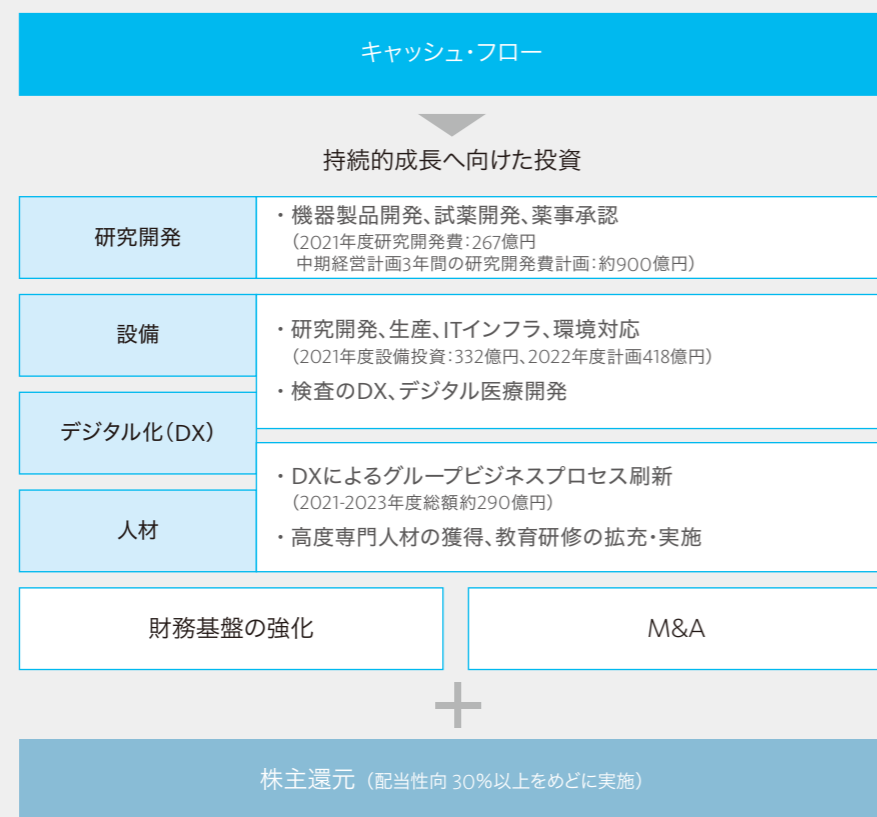 キャッシュ・フロー
持続的成長へ向けた投資
研究開発
・機器製品開発、試薬開発、薬事承認
（2021年度研究開発費：267億円
中期経営計画3年間の研究開発費計画：約900億円）
設備
・研究開発、生産、ITインフラ、環境対応
（2021年度設備投資：332億円、2022年度計画418億円）
・検査のDX、デジタル医療開発
デジタル化（DX）
・DXによるグループビジネスプロセス刷新
（2021-2023年度総額約290億円）
人材
・高度専門人材の獲得、教育研修の拡充・実施
財務基盤の強化
M&A
株主還元（配当性向 30％以上をめどに実施）